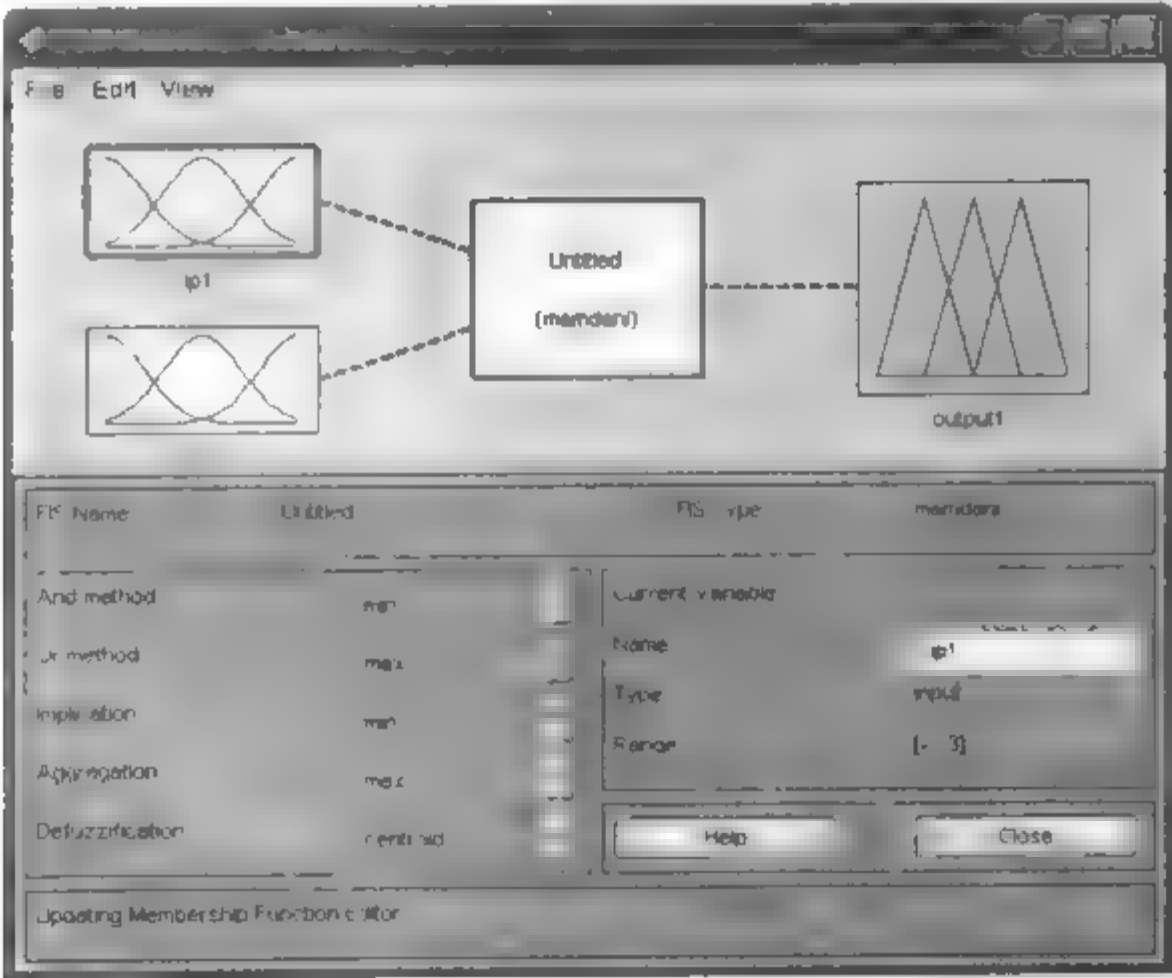 Edit View
ip1
Untitled
(mamdani)
output1
FIS Name Untitled FIS Type mamdani
And method min
Or method max
Implication min
Aggregation max
Defuzzification centroid
Current Variable
Name ip1
Type input
Range
Help Close
Updating Membership Function Editor